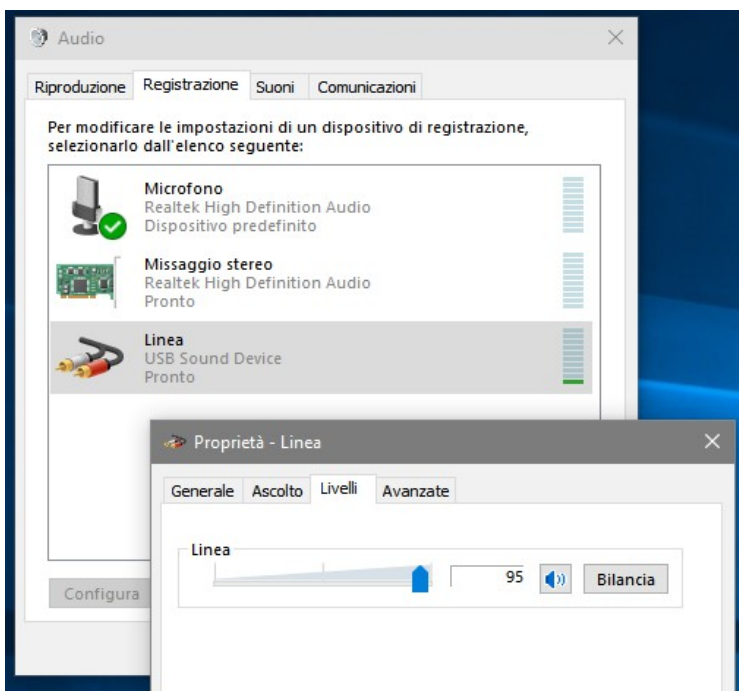 Audio
Riproduzione Registrazione Suoni Comunicazioni
Per modificare le impostazioni di un dispositivo di registrazione,
selezionarlo dall'elenco seguente:
Microfono
Realtek High Definition Audio
Dispositivo predefinito
Missaggio stereo
Realtek High Definition Audio
Pronto
Linea
USB Sound Device
Pronto
Configura
Proprietà - Linea
Generale Ascolto Livelli Avanzate
Linea
95 Bilancia